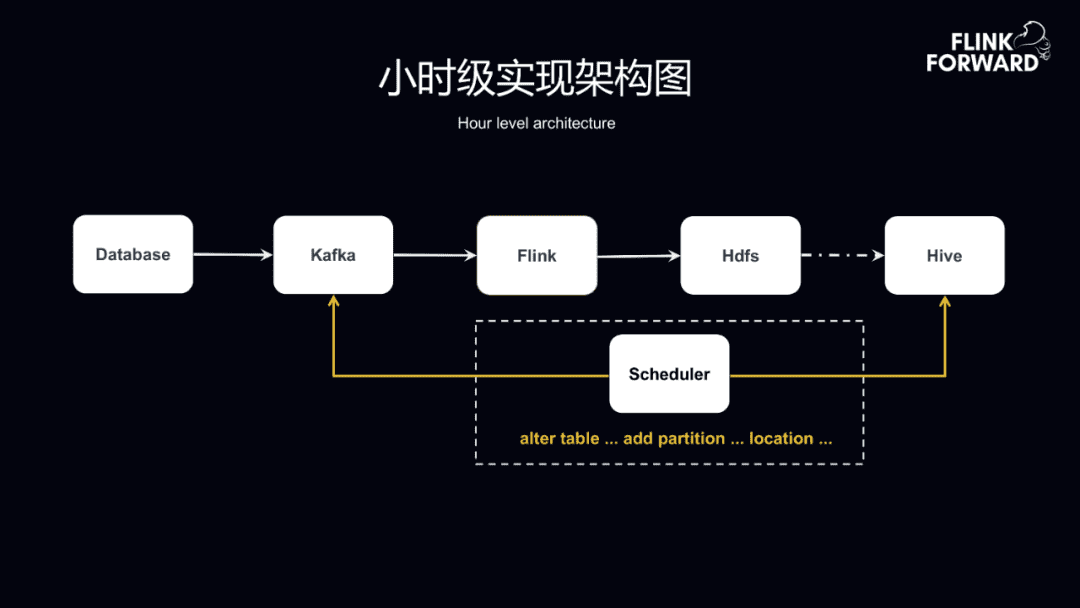 FLINK
FORWARD
小时级实现架构图
Hour level architecture
Database
Kafka
Flink
Hdfs
Hive
Scheduler
alter table ... add partition ... location ...